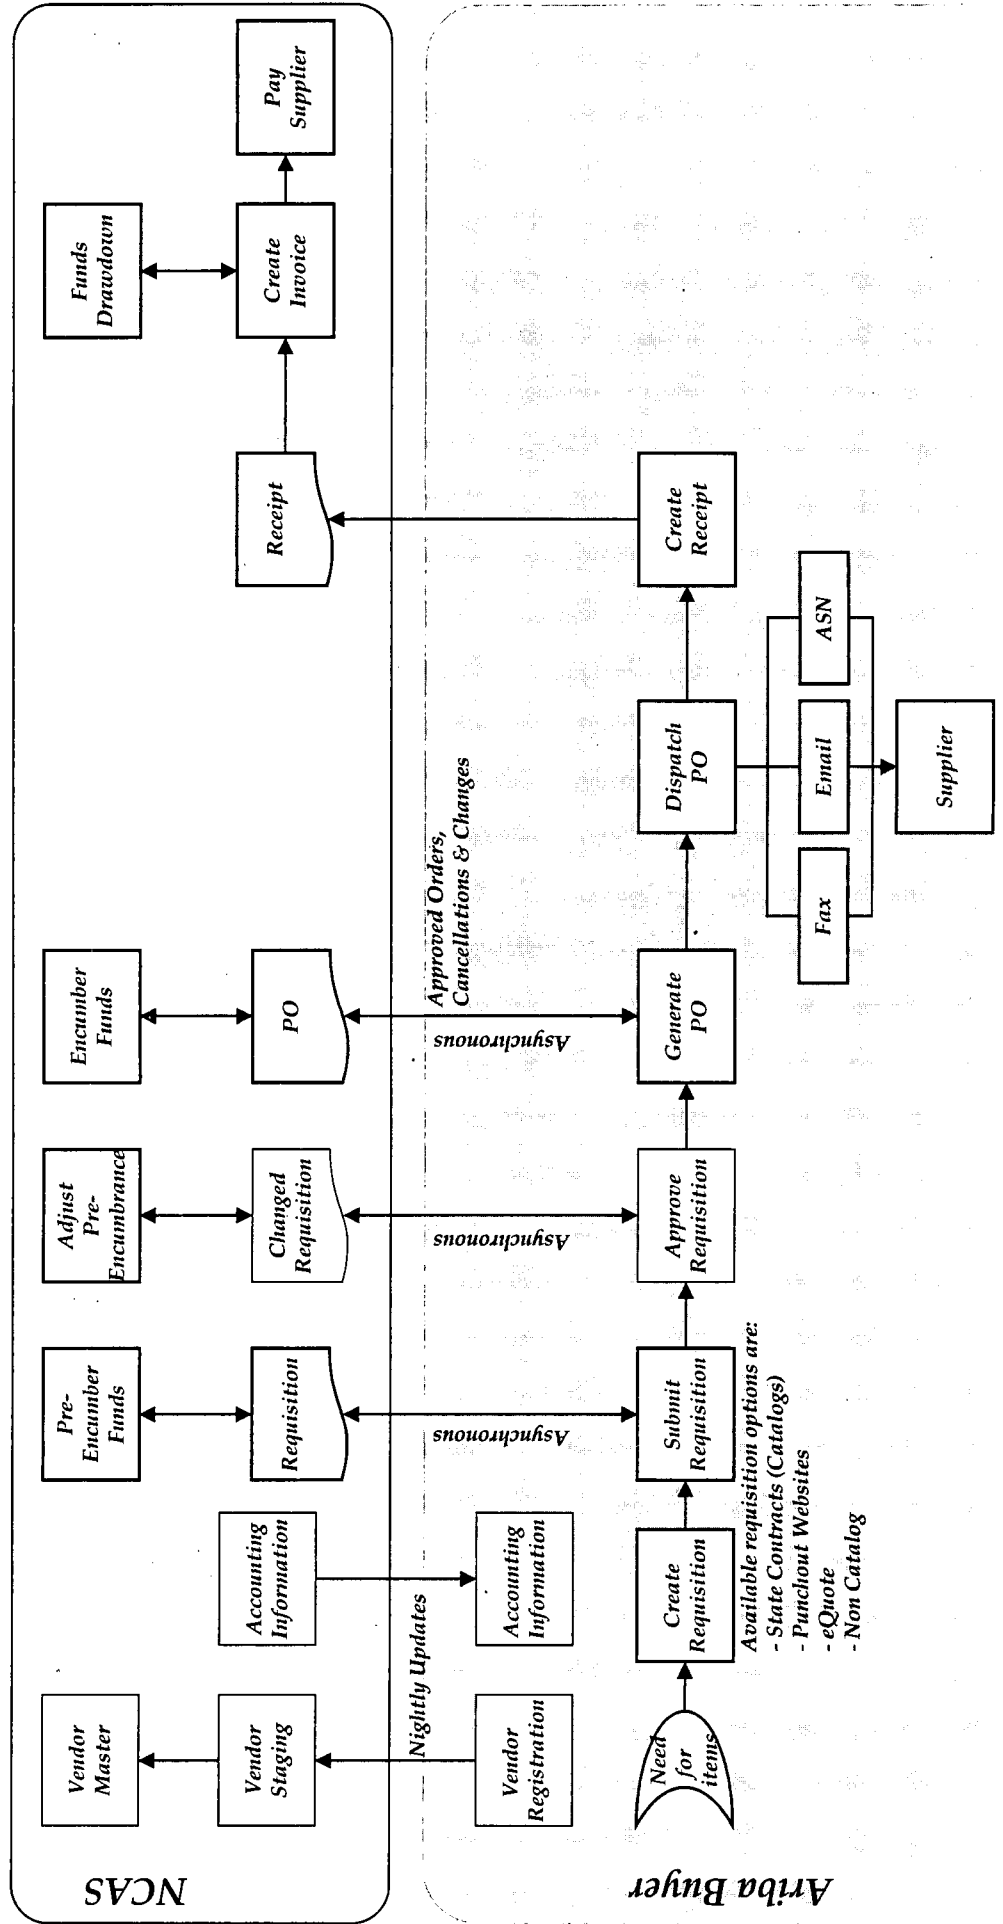 NCAS
Vendor
Master
Vendor
Staging
Accounting
Information
Pre-
Encumber
Funds
Requisition
Adjust
Pre-
Encumbrance
Changed
Requisition
Encumber
Funds
PO
Receipt
Funds
Drawdown
Create
Invoice
Pay
Supplier
Nightly Updates
Asynchronous
Asynchronous
Asynchronous
Approved Orders,
Cancellations & Changes
Ariba Buyer
Vendor
Registration
Accounting
Information
Need
for
items
Create
Requisition
Submit
Requisition
Approve
Requisition
Generate
PO
Dispatch
PO
Create
Receipt
Available requisition options are:
- State Contracts (Catalogs)
- Punchout Websites
- eQuote
- Non Catalog
Fax
Email
ASN
Supplier